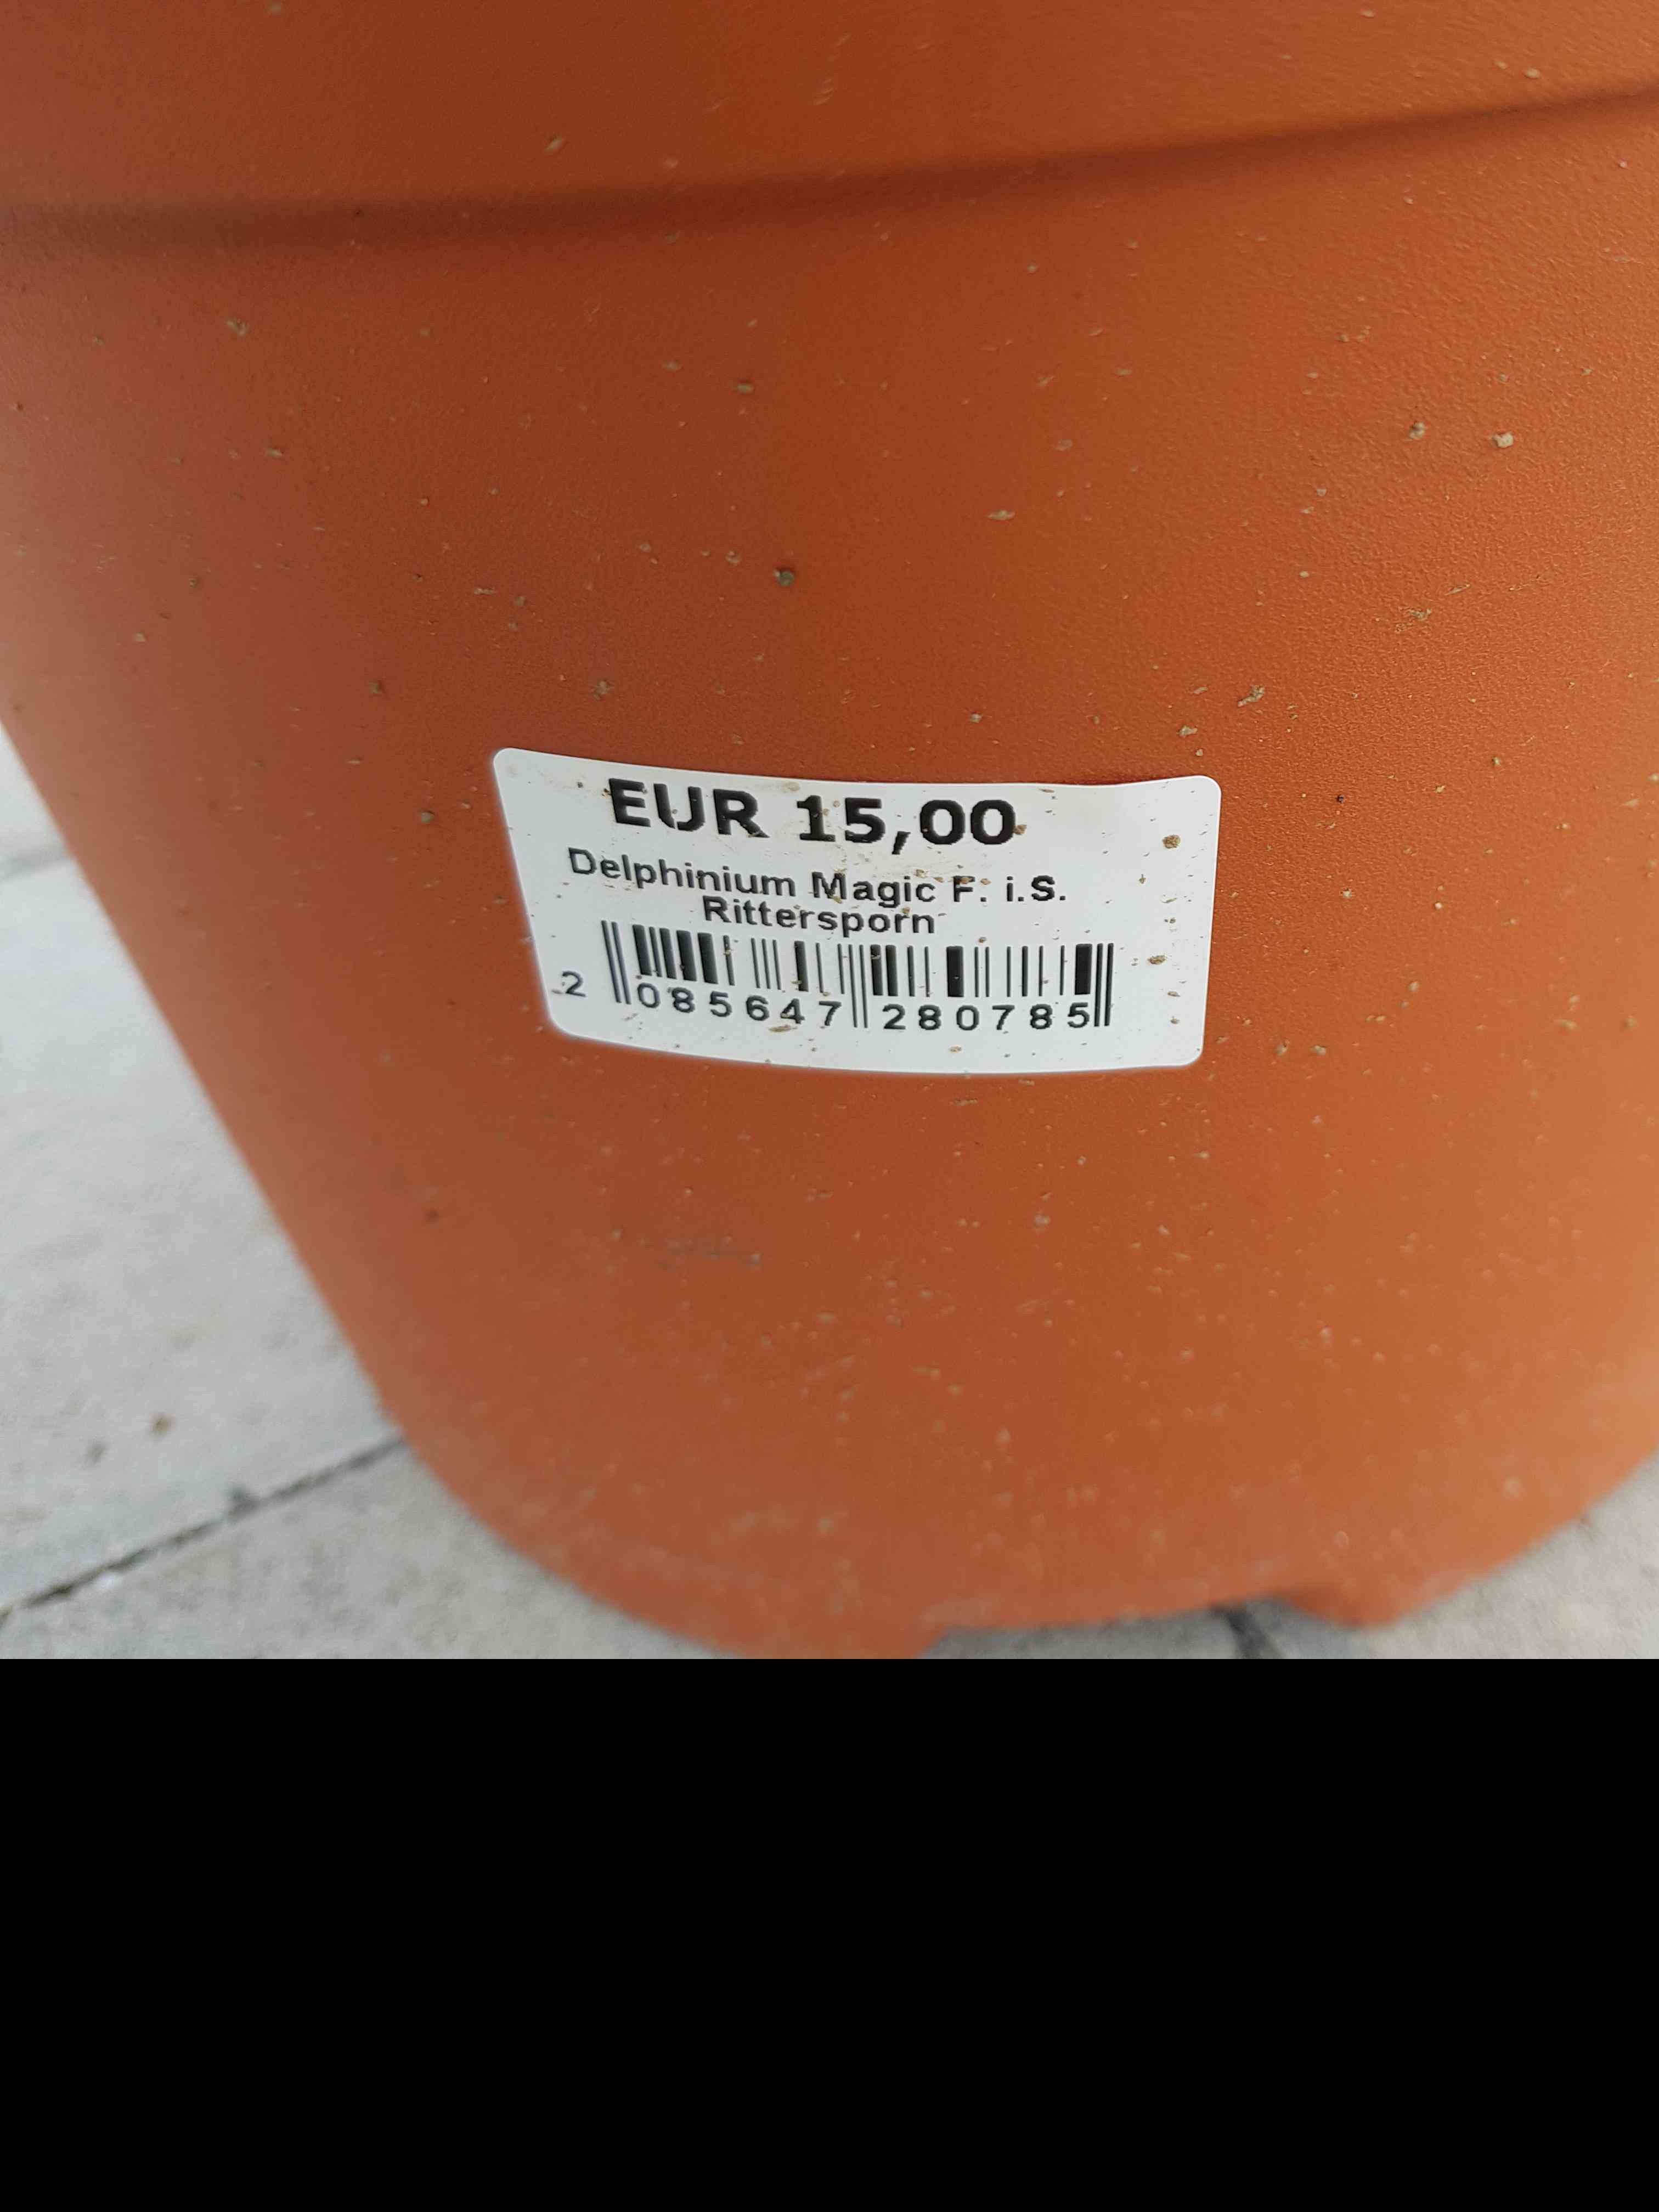 EUR 15,00
Delphinium Magic F. i.S.
Rittersporn
2 085647 280785